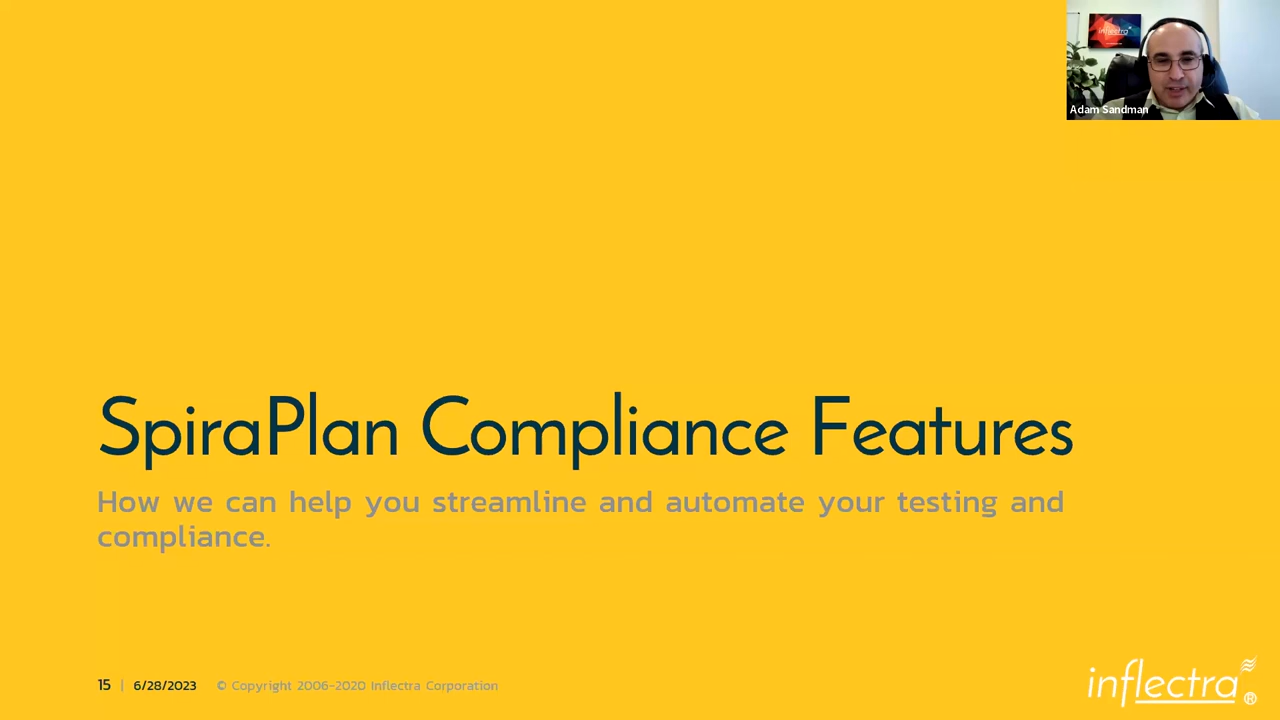 inflectra
Adam Sandman
SpiraPlan Compliance Features
How we can help you streamline and automate your testing and
compliance.
15 | 6/28/2023 © Copyright 2006-2020 Inflectra Corporation
inflectra®